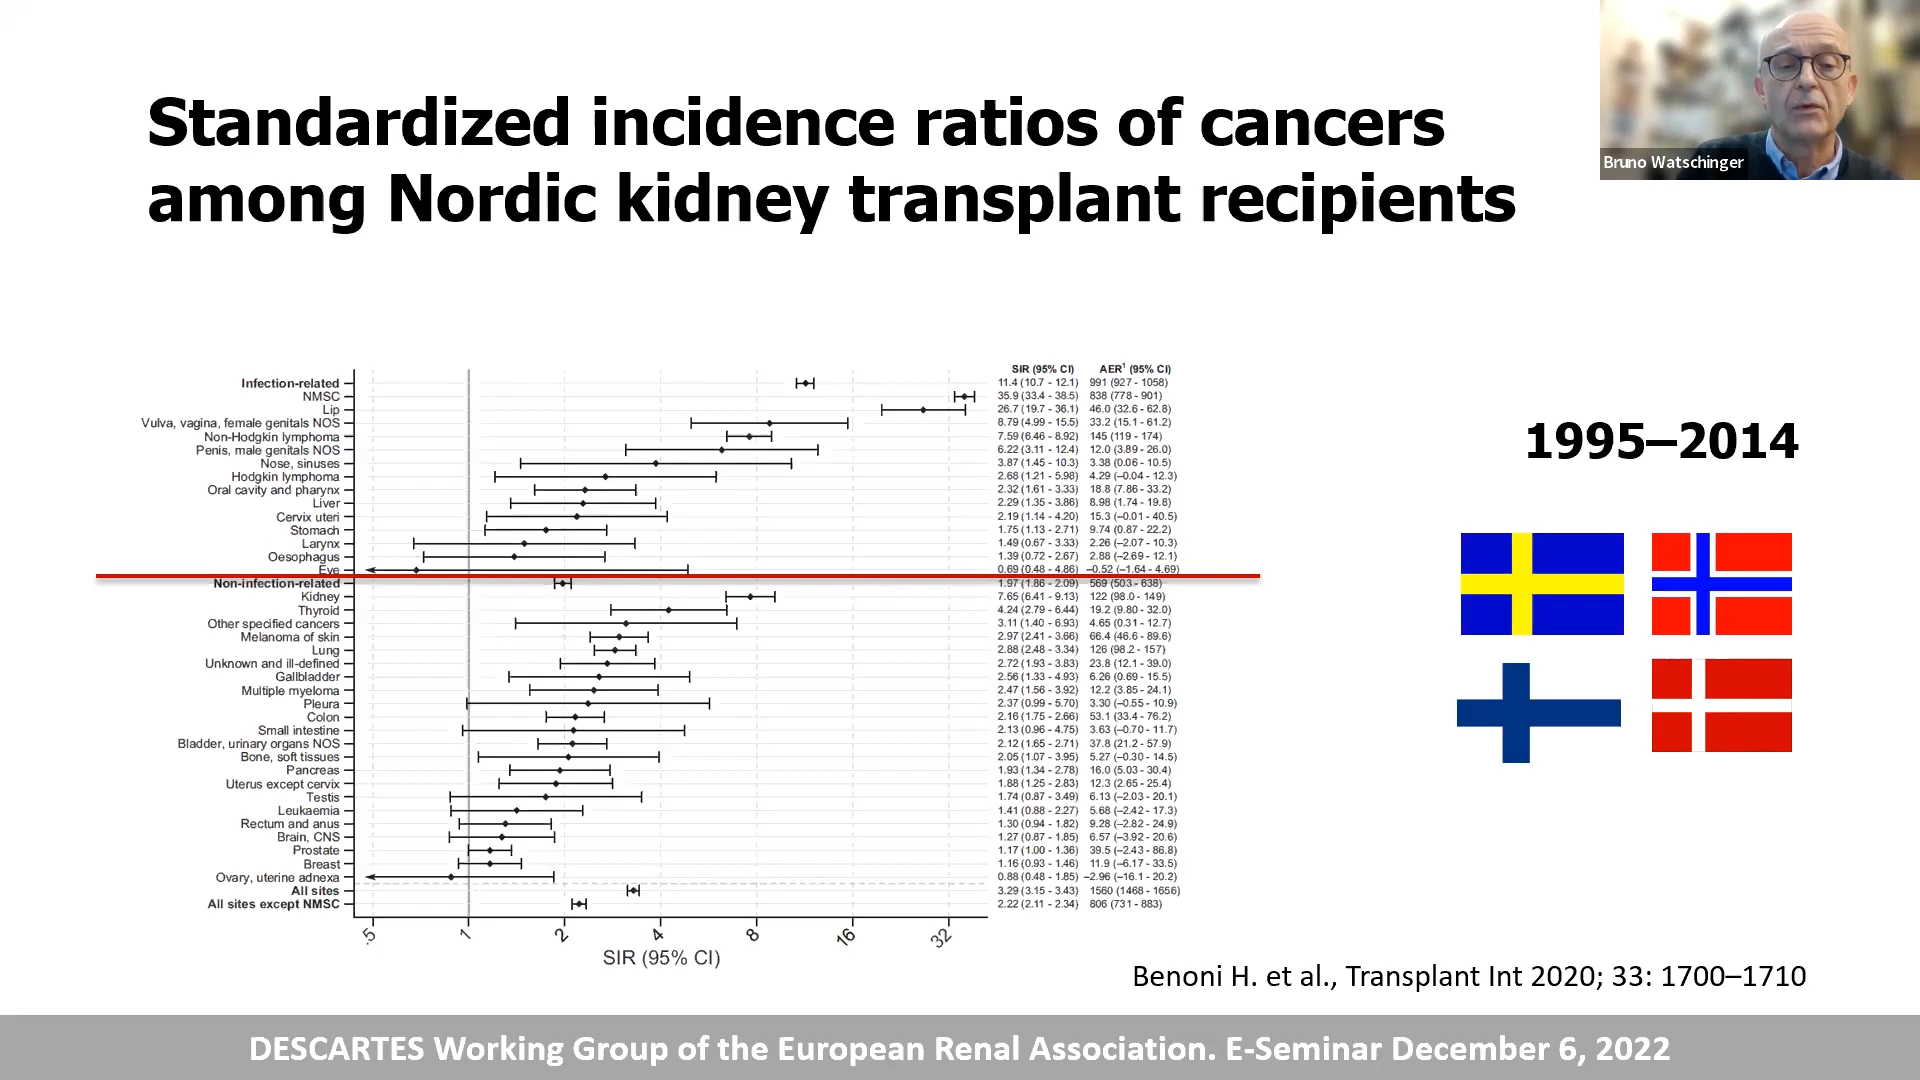 Bruno Watschinger
Standardized incidence ratios of cancers
among Nordic kidney transplant recipients
SIR (95% CI) AER¹ (95% CI)
Infection-related 11.4 (10.7 - 12.1) 991 (927 - 1058)
NMSC 35.9 (33.4 - 38.5) 838 (778 - 901)
Lip 26.7 (19.7 - 36.1) 46.0 (32.6 - 62.8)
Vulva, vagina, female genitals NOS 8.79 (4.99 - 15.5) 33.2 (15.1 - 61.2)
Non-Hodgkin lymphoma 7.59 (6.46 - 8.92) 145 (119 - 174)
Penis, male genitals NOS 6.22 (3.11 - 12.4) 12.0 (3.89 - 26.0)
Nose, sinuses 3.87 (1.45 - 10.3) 3.38 (0.06 - 10.5)
Hodgkin lymphoma 2.68 (1.21 - 5.98) 4.29 (–0.04 - 12.3)
Oral cavity and pharynx 2.32 (1.61 - 3.33) 18.8 (7.86 - 33.2)
Liver 2.29 (1.35 - 3.86) 8.98 (1.74 - 19.8)
Cervix uteri 2.19 (1.14 - 4.20) 15.3 (–0.01 - 40.5)
Stomach 1.75 (1.13 - 2.71) 9.74 (0.87 - 22.2)
Larynx 1.49 (0.67 - 3.33) 2.26 (–2.07 - 10.3)
Oesophagus 1.39 (0.72 - 2.67) 2.88 (–2.69 - 12.1)
Eye 0.69 (0.48 - 4.86) –0.52 (–1.64 - 4.69)
Non-infection-related 1.97 (1.86 - 2.09) 569 (503 - 638)
Kidney 7.65 (6.41 - 9.13) 122 (98.0 - 149)
Thyroid 4.24 (2.79 - 6.44) 19.2 (9.80 - 32.0)
Other specified cancers 3.11 (1.40 - 6.93) 4.65 (0.31 - 12.7)
Melanoma of skin 2.97 (2.41 - 3.66) 66.4 (46.6 - 89.6)
Lung 2.88 (2.48 - 3.34) 126 (98.2 - 157)
Unknown and ill-defined 2.72 (1.93 - 3.83) 23.8 (12.1 - 39.0)
Gallbladder 2.56 (1.33 - 4.93) 6.26 (0.69 - 15.5)
Multiple myeloma 2.47 (1.56 - 3.92) 12.2 (3.85 - 24.1)
Pleura 2.37 (0.99 - 5.70) 3.30 (–0.55 - 10.9)
Colon 2.16 (1.75 - 2.66) 53.1 (33.4 - 76.2)
Small intestine 2.13 (0.96 - 4.75) 3.63 (–0.70 - 11.7)
Bladder, urinary organs NOS 2.12 (1.65 - 2.71) 37.8 (21.2 - 57.9)
Bone, soft tissues 2.05 (1.07 - 3.95) 5.27 (–0.30 - 14.5)
Pancreas 1.93 (1.34 - 2.78) 16.0 (5.03 - 30.4)
Uterus except cervix 1.88 (1.25 - 2.83) 12.3 (2.65 - 25.4)
Testis 1.74 (0.87 - 3.49) 6.13 (–2.03 - 20.1)
Leukaemia 1.41 (0.88 - 2.27) 5.68 (–2.42 - 17.3)
Rectum and anus 1.30 (0.94 - 1.82) 9.28 (–2.82 - 24.9)
Brain, CNS 1.27 (0.87 - 1.85) 6.57 (–3.92 - 20.6)
Prostate 1.17 (1.00 - 1.36) 39.5 (–2.43 - 86.8)
Breast 1.16 (0.93 - 1.46) 11.9 (–6.17 - 33.5)
Ovary, uterine adnexa 0.88 (0.48 - 1.85) –2.96 (–16.1 - 20.2)
All sites 3.29 (3.15 - 3.43) 1560 (1468 - 1656)
All sites except NMSC 2.22 (2.11 - 2.34) 806 (731 - 883)
.5 1 2 4 8 16 32
SIR (95% CI)
1995–2014
Benoni H. et al., Transplant Int 2020; 33: 1700–1710
DESCARTES Working Group of the European Renal Association. E-Seminar December 6, 2022